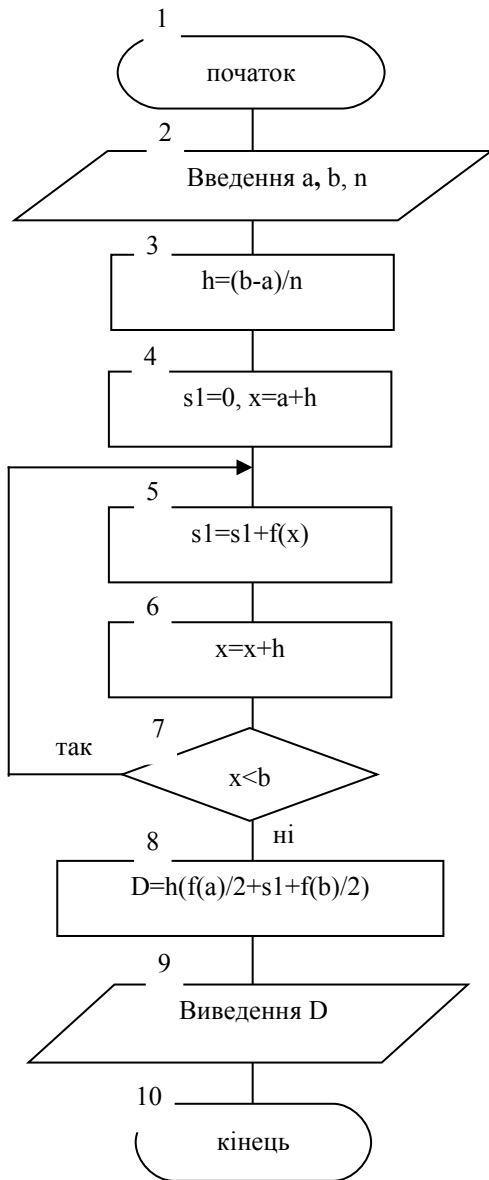 1
початок
2
Введення a, b, n
3
h=(b-a)/n
4
s1=0, x=a+h
5
s1=s1+f(x)
6
x=x+h
7
так
x<b
ні
8
D=h(f(a)/2+s1+f(b)/2)
9
Виведення D
10
кінець